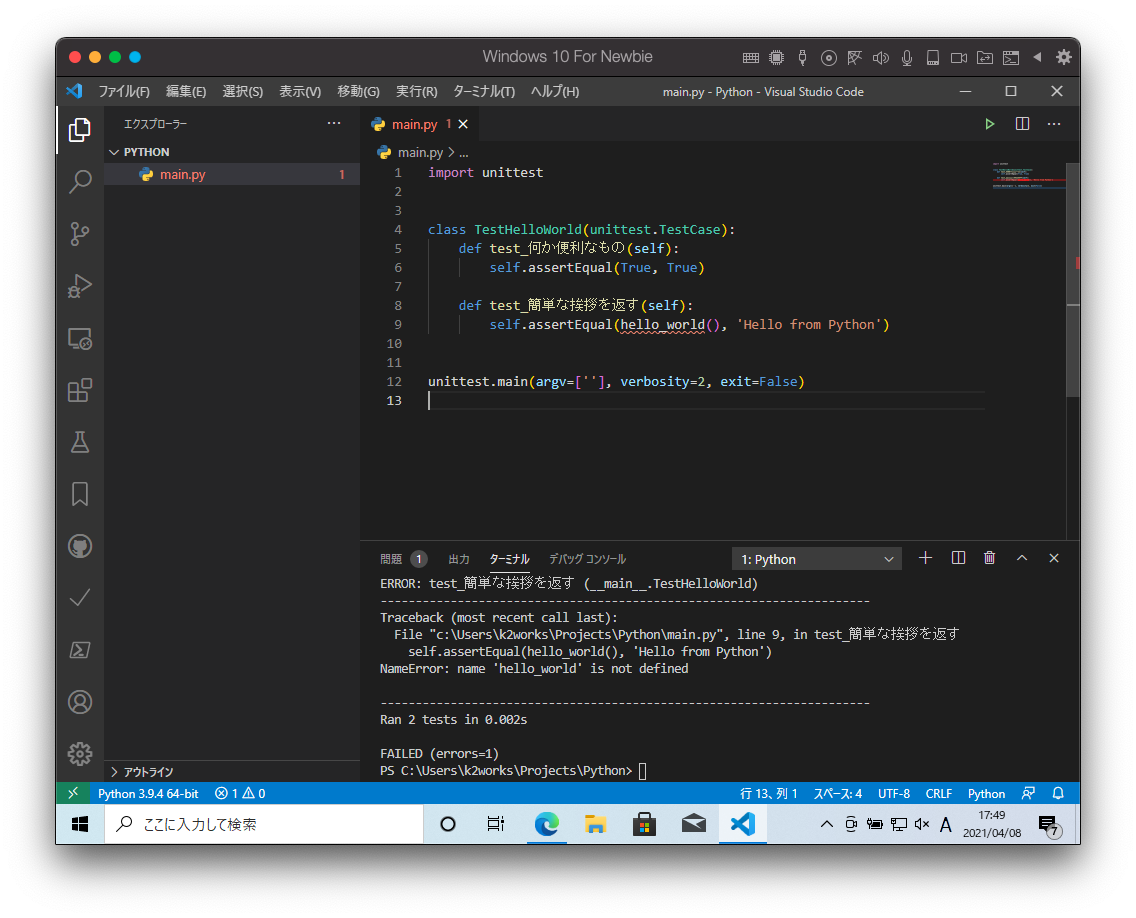 Windows 10 For Newbie
ファイル(F) 編集(E) 選択(S) 表示(V) 移動(G) 実行(R) ターミナル(T) ヘルプ(H) main.py - Python - Visual Studio Code
エクスプローラー ...
PYTHON
main.py 1
アウトライン
main.py 1
main.py > ...
1 import unittest
2
3
4 class TestHelloWorld(unittest.TestCase):
5 def test_何か便利なもの(self):
6 self.assertEqual(True, True)
7
8 def test_簡単な挨拶を返す(self):
9 self.assertEqual(hello_world(), 'Hello from Python')
10
11
12 unittest.main(argv=[''], verbosity=2, exit=False)
13
問題 1 出力 ターミナル デバッグ コンソール 1: Python
ERROR: test_簡単な挨拶を返す (__main__.TestHelloWorld)
----------------------------------------------------------------------
Traceback (most recent call last):
File "c:\Users\k2works\Projects\Python\main.py", line 9, in test_簡単な挨拶を返す
self.assertEqual(hello_world(), 'Hello from Python')
NameError: name 'hello_world' is not defined
----------------------------------------------------------------------
Ran 2 tests in 0.002s
FAILED (errors=1)
PS C:\Users\k2works\Projects\Python>
Python 3.9.4 64-bit 1 0 行 13、列 1 スペース: 4 UTF-8 CRLF Python
ここに入力して検索
A
17:49
2021/04/08
7